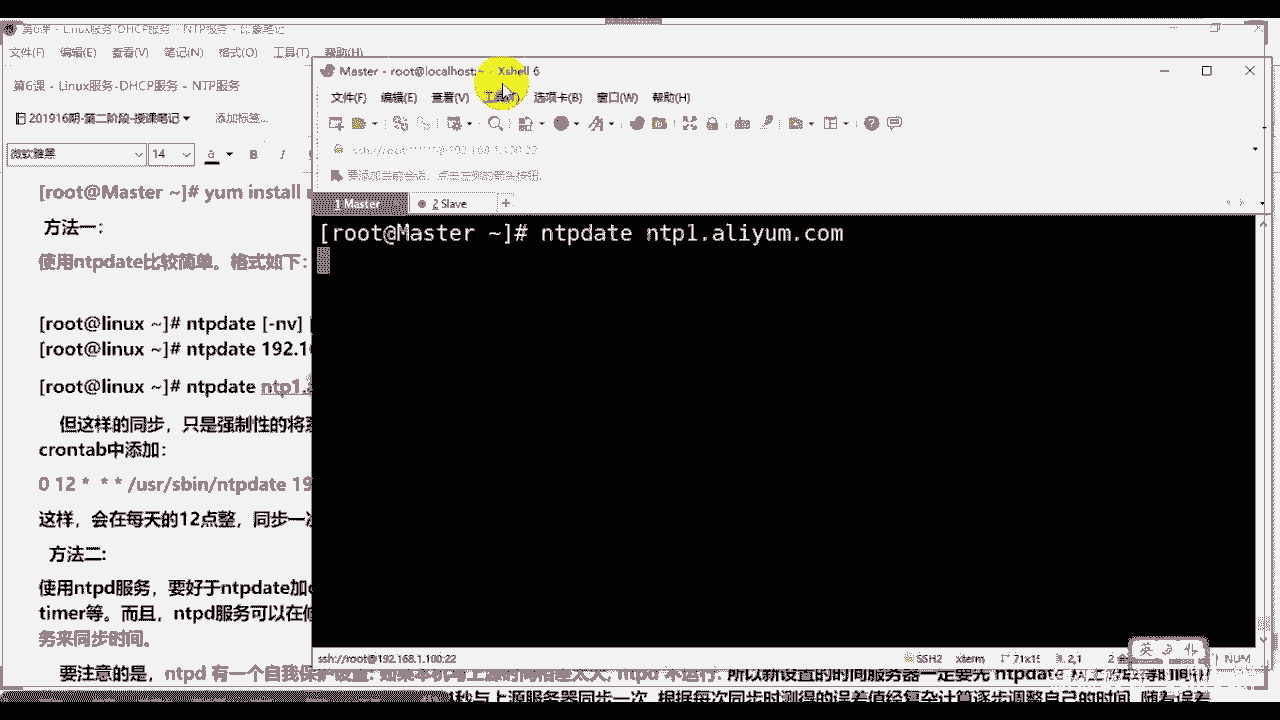 第6课 - Linux服务-DHCP服务 - NTP服务 - 印象笔记
文件(F) 编辑(E) 查看(V) 笔记(N) 格式(O) 工具(T) 帮助(H)
第6课 - Linux服务-DHCP服务 - NTP服务
201916期-第二阶段-授课笔记 添加标签...
微软雅黑 14 a B I
[root@Master ~]# yum install
方法一：
使用ntpdate比较简单。格式如下：
[root@linux ~]# ntpdate [-nv]
[root@linux ~]# ntpdate 192.1
[root@linux ~]# ntpdate ntp1.
但这样的同步，只是强制性的将
crontab中添加：
0 12 * * * /usr/sbin/ntpdate 19
这样，会在每天的12点整，同步一
方法二：
使用ntpd服务，要好于ntpdate加
timer等。而且，ntpd服务可以在
务来同步时间。
要注意的是，ntpd 有一个自我保护设置: 如果本机与上源时间相差太大, ntpd 不运行. 所以新设置的时间服务器一定要先 ntpdate 从上源取得时间初
秒与上源服务器同步一次. 根据每次同步时测得的误差值经复杂计算逐步调整自己的时间, 随着误差
Master - root@localhost:~ - Xshell 6
文件(F) 编辑(E) 查看(V) 工具(T) 选项卡(B) 窗口(W) 帮助(H)
ssh://root:******@192.168.1.100:22
要添加当前会话，点击左侧的箭头按钮。
1 Master 2 Slave +
[root@Master ~]# ntpdate ntp1.aliyum.com
ssh://root@192.168.1.100:22 SSH2 xterm 71x15 2,1 NUM
英